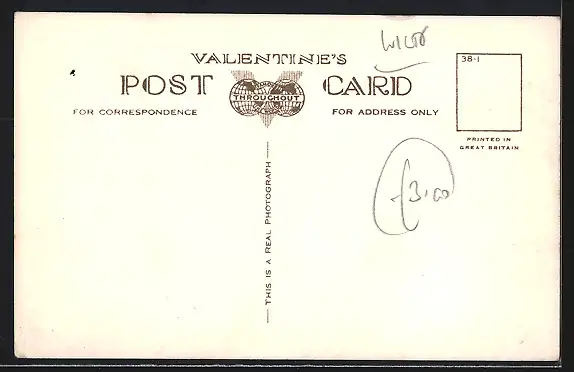 WILTS
VALENTINE'S
POST CARD
THROUGHOUT
38-1
FOR CORRESPONDENCE
FOR ADDRESS ONLY
PRINTED IN
GREAT BRITAIN
THIS IS A REAL PHOTOGRAPH
£3.00